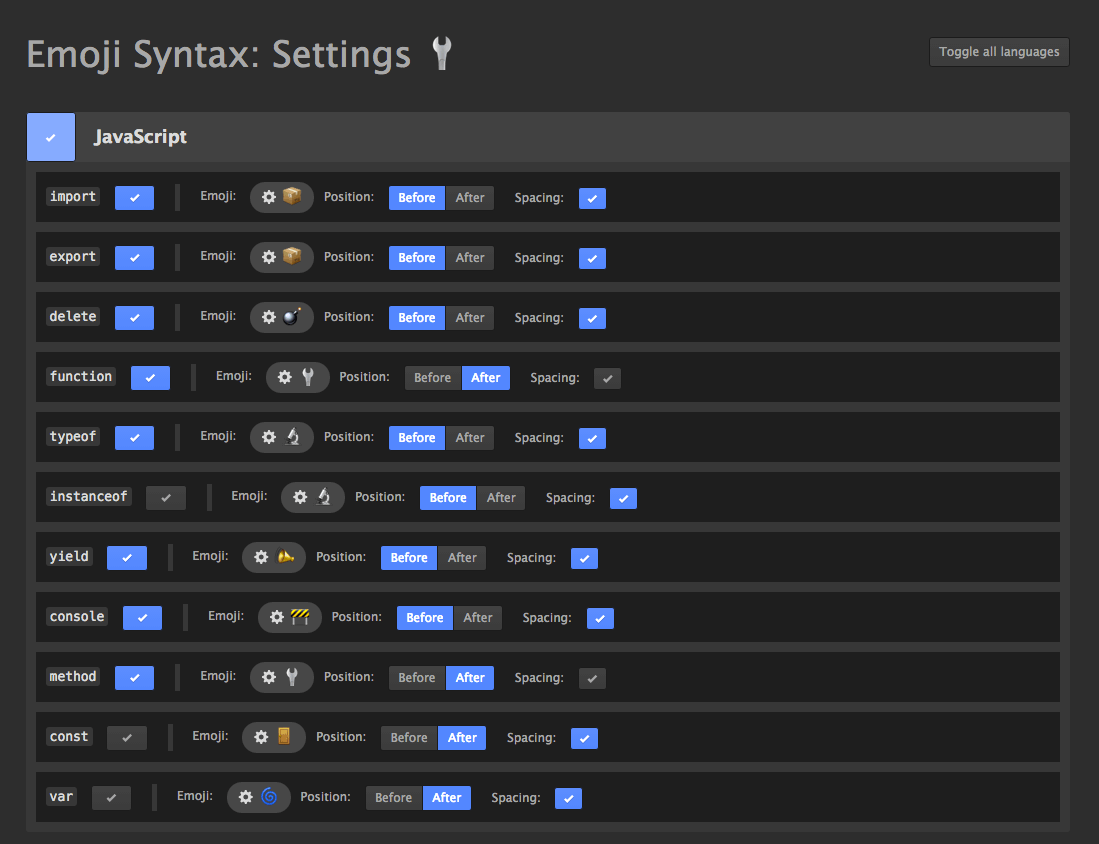 Emoji Syntax: Settings
Toggle all languages
JavaScript
import Emoji: Position: Before After Spacing:
export Emoji: Position: Before After Spacing:
delete Emoji: Position: Before After Spacing:
function Emoji: Position: Before After Spacing:
typeof Emoji: Position: Before After Spacing:
instanceof Emoji: Position: Before After Spacing:
yield Emoji: Position: Before After Spacing:
console Emoji: Position: Before After Spacing:
method Emoji: Position: Before After Spacing:
const Emoji: Position: Before After Spacing:
var Emoji: Position: Before After Spacing: